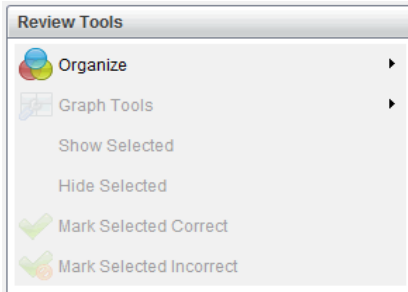 Review Tools
Organize
Graph Tools
Show Selected
Hide Selected
Mark Selected Correct
Mark Selected Incorrect